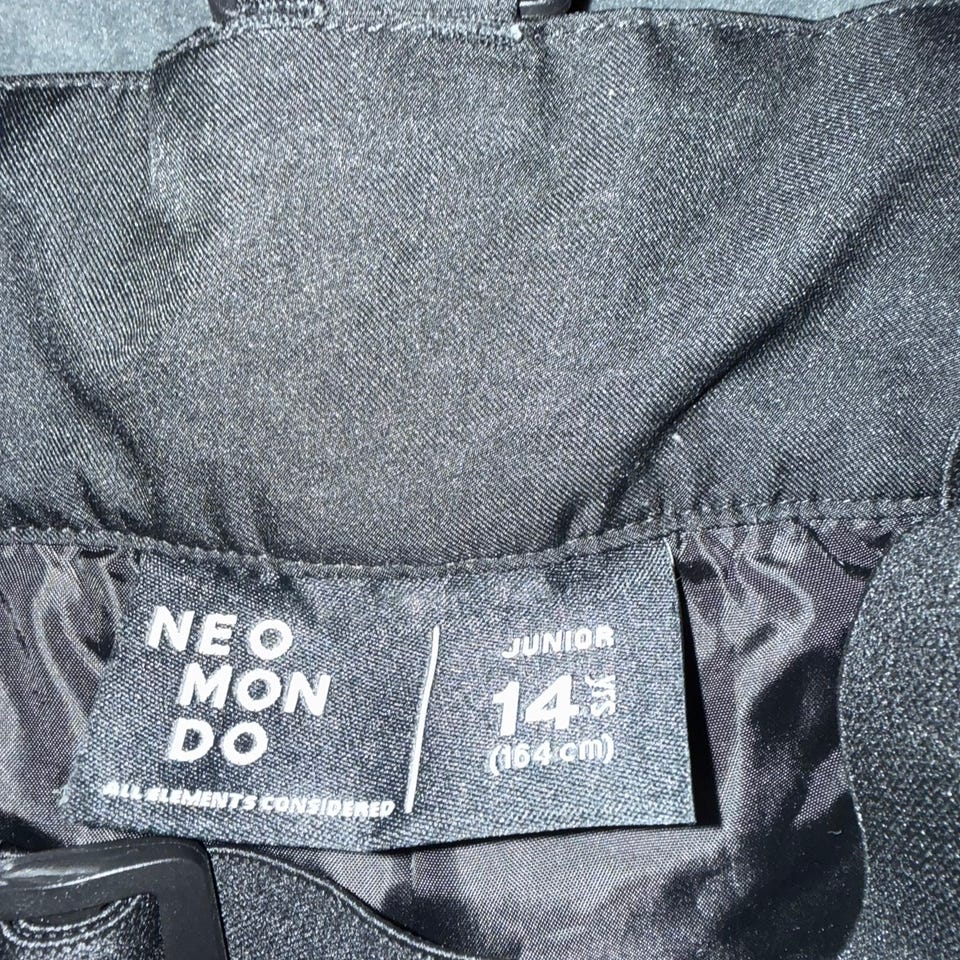 NEO
MON
DO
ALL ELEMENTS CONSIDERED
JUNIOR
14 yrs
(164 cm)